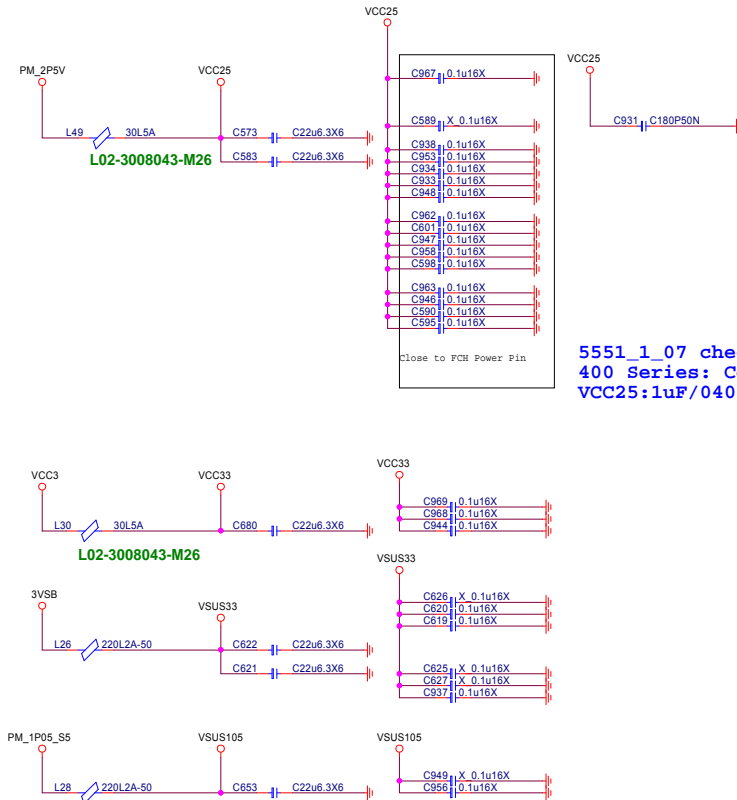 VCC25
PM_2P5V VCC25 VCC25
C967 0.1u16X
C589 X_0.1u16X
C931 C180P50N
L49 30L5A C573 C22u6.3X6
L02-3008043-M26 C583 C22u6.3X6
C938 0.1u16X
C953 0.1u16X
C934 0.1u16X
C933 0.1u16X
C948 0.1u16X
C962 0.1u16X
C601 0.1u16X
C947 0.1u16X
C958 0.1u16X
C598 0.1u16X
C963 0.1u16X
C946 0.1u16X
C590 0.1u16X
C595 0.1u16X
Close to FCH Power Pin
5551_1_07 che
400 Series: C
VCC25:1uF/040
VCC3 VCC33 VCC33
C969 0.1u16X
C968 0.1u16X
C944 0.1u16X
L30 30L5A C680 C22u6.3X6
L02-3008043-M26
VSUS33
3VSB VSUS33
C626 X_0.1u16X
C620 0.1u16X
C619 0.1u16X
L26 220L2A-50 C622 C22u6.3X6
C621 C22u6.3X6
C625 X_0.1u16X
C627 X_0.1u16X
C937 0.1u16X
PM_1P05_S5 VSUS105 VSUS105
C949 X_0.1u16X
C956 0.1u16X
L28 220L2A-50 C653 C22u6.3X6